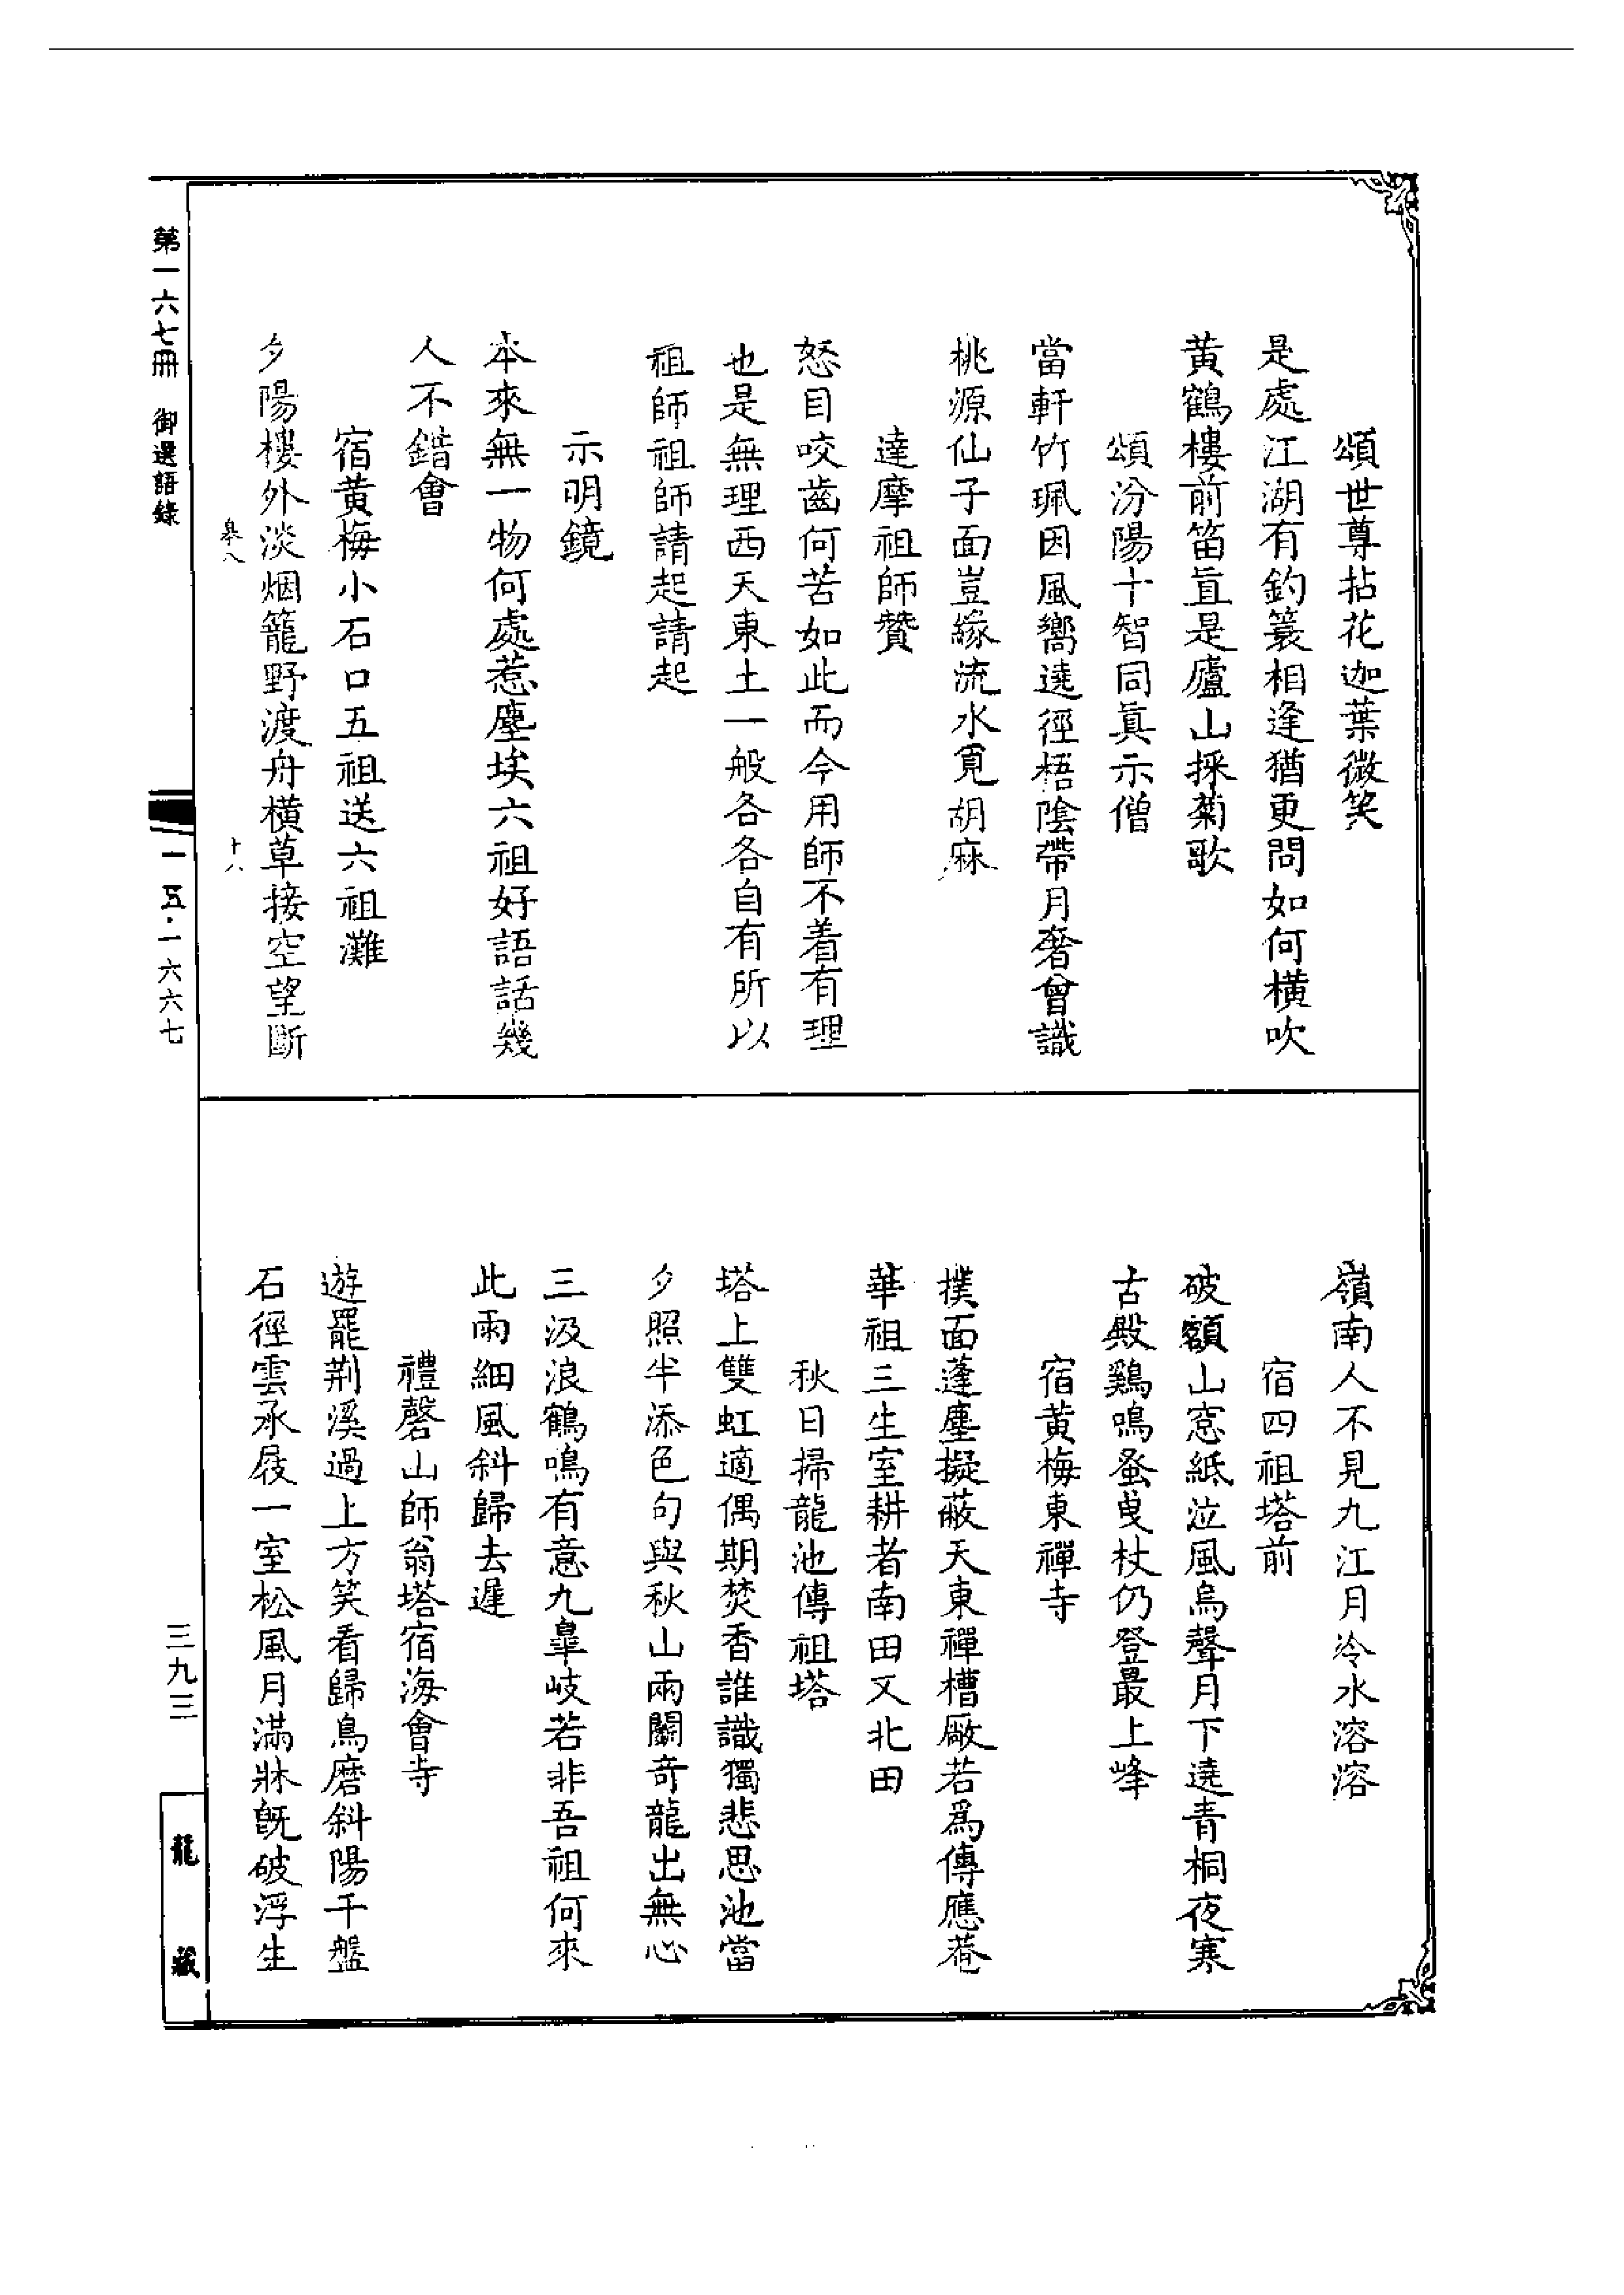 頌世尊拈花迦葉微笑
是處江湖有釣簑相逢猶更問如何橫吹
黃鶴樓前笛直是廬山採菊歌
頌汾陽十智同眞示僧
當軒竹珮因風嚮遶徑梧陰帶月奢曾識
桃源仙子面豈緣流水覓胡麻
達摩祖師贊
怒目咬齒何苦如此而今用師不着有理
也是無理西天東土一般各各自有所以
祖師祖師請起請起
示明鏡
本來無一物何處惹塵埃六祖好語話幾
人不錯會
宿黃梅小石口五祖送六祖灘
夕陽樓外淡烟籠野渡舟橫草接空望斷
皋八
十八
嶺南人不見九江月冷水溶溶
宿四祖塔前
破額山窓紙泣風烏聲月下遶青桐夜寒
古殿鷄鳴蚤曳杖仍登最上峰
宿黃梅東禪寺
撲面蓬塵擬蔽天東禪槽厰若爲傳應菴
華祖三生室耕者南田又北田
秋日掃龍池傳祖塔
塔上雙虹適偶期焚香誰識獨悲思池當
夕照半添色句與秋山兩鬭奇龍出無心
三汲浪鶴鳴有意九臯岐若非吾祖何來
此雨細風斜歸去遲
禮磬山師翁塔宿海會寺
遊罷荆溪過上方笑看歸鳥磨斜陽千盤
石徑雲承屐一室松風月滿牀既破浮生
第一六七冊 御選語錄
一五·一六六七
三九三
龍藏